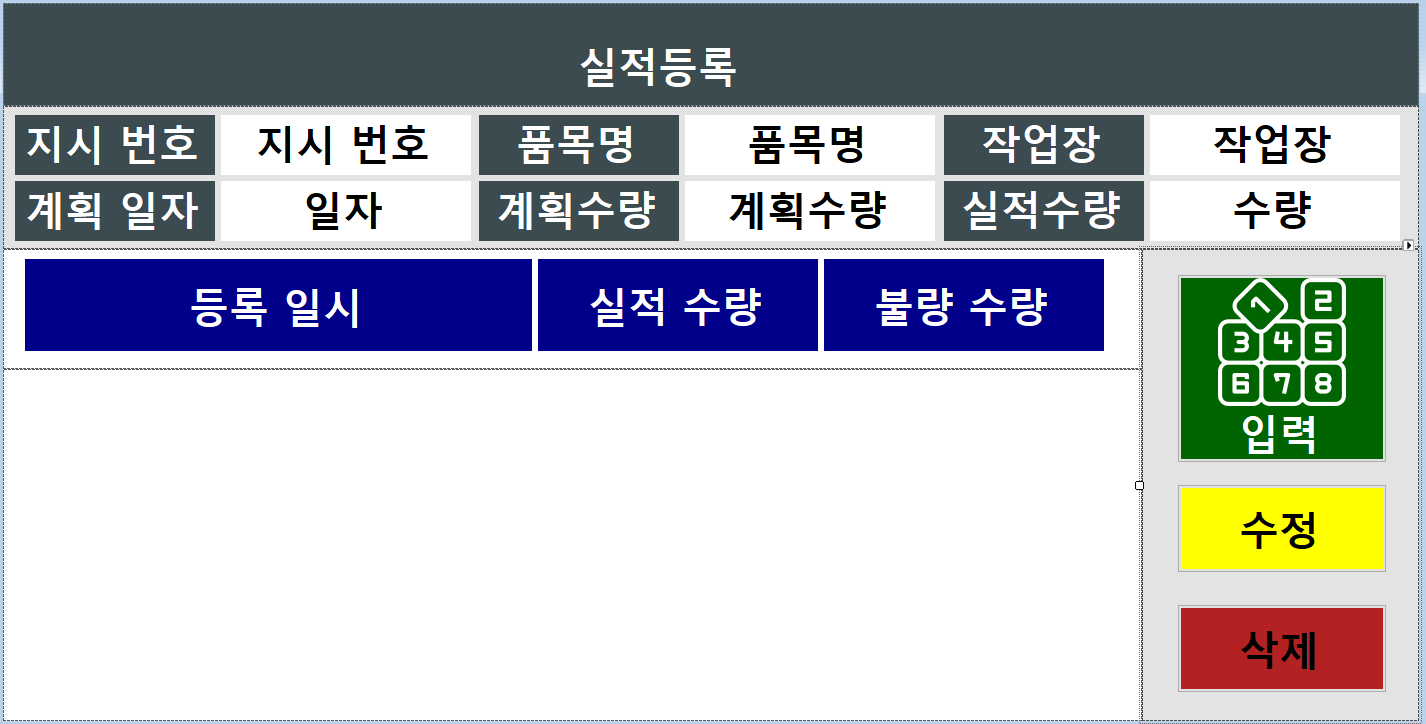 실적등록
지시 번호 지시 번호 품목명 품목명 작업장 작업장
계획 일자 일자 계획수량 계획수량 실적수량 수량
등록 일시 실적 수량 불량 수량
1 2
3 4 5
6 7 8
입력
수정
삭제